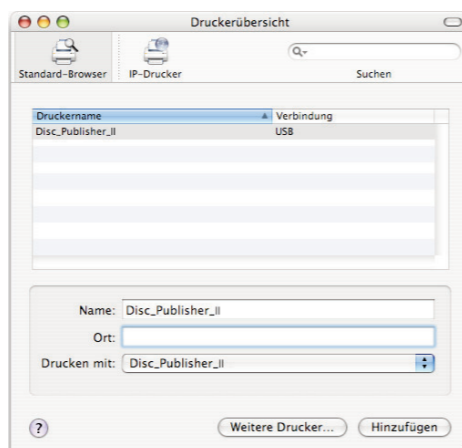 Druckerübersicht
Standard-Browser IP-Drucker Suchen
Druckername Verbindung
Disc_Publisher_II USB
Name: Disc_Publisher_II
Ort:
Drucken mit: Disc_Publisher_II
? Weitere Drucker... Hinzufügen